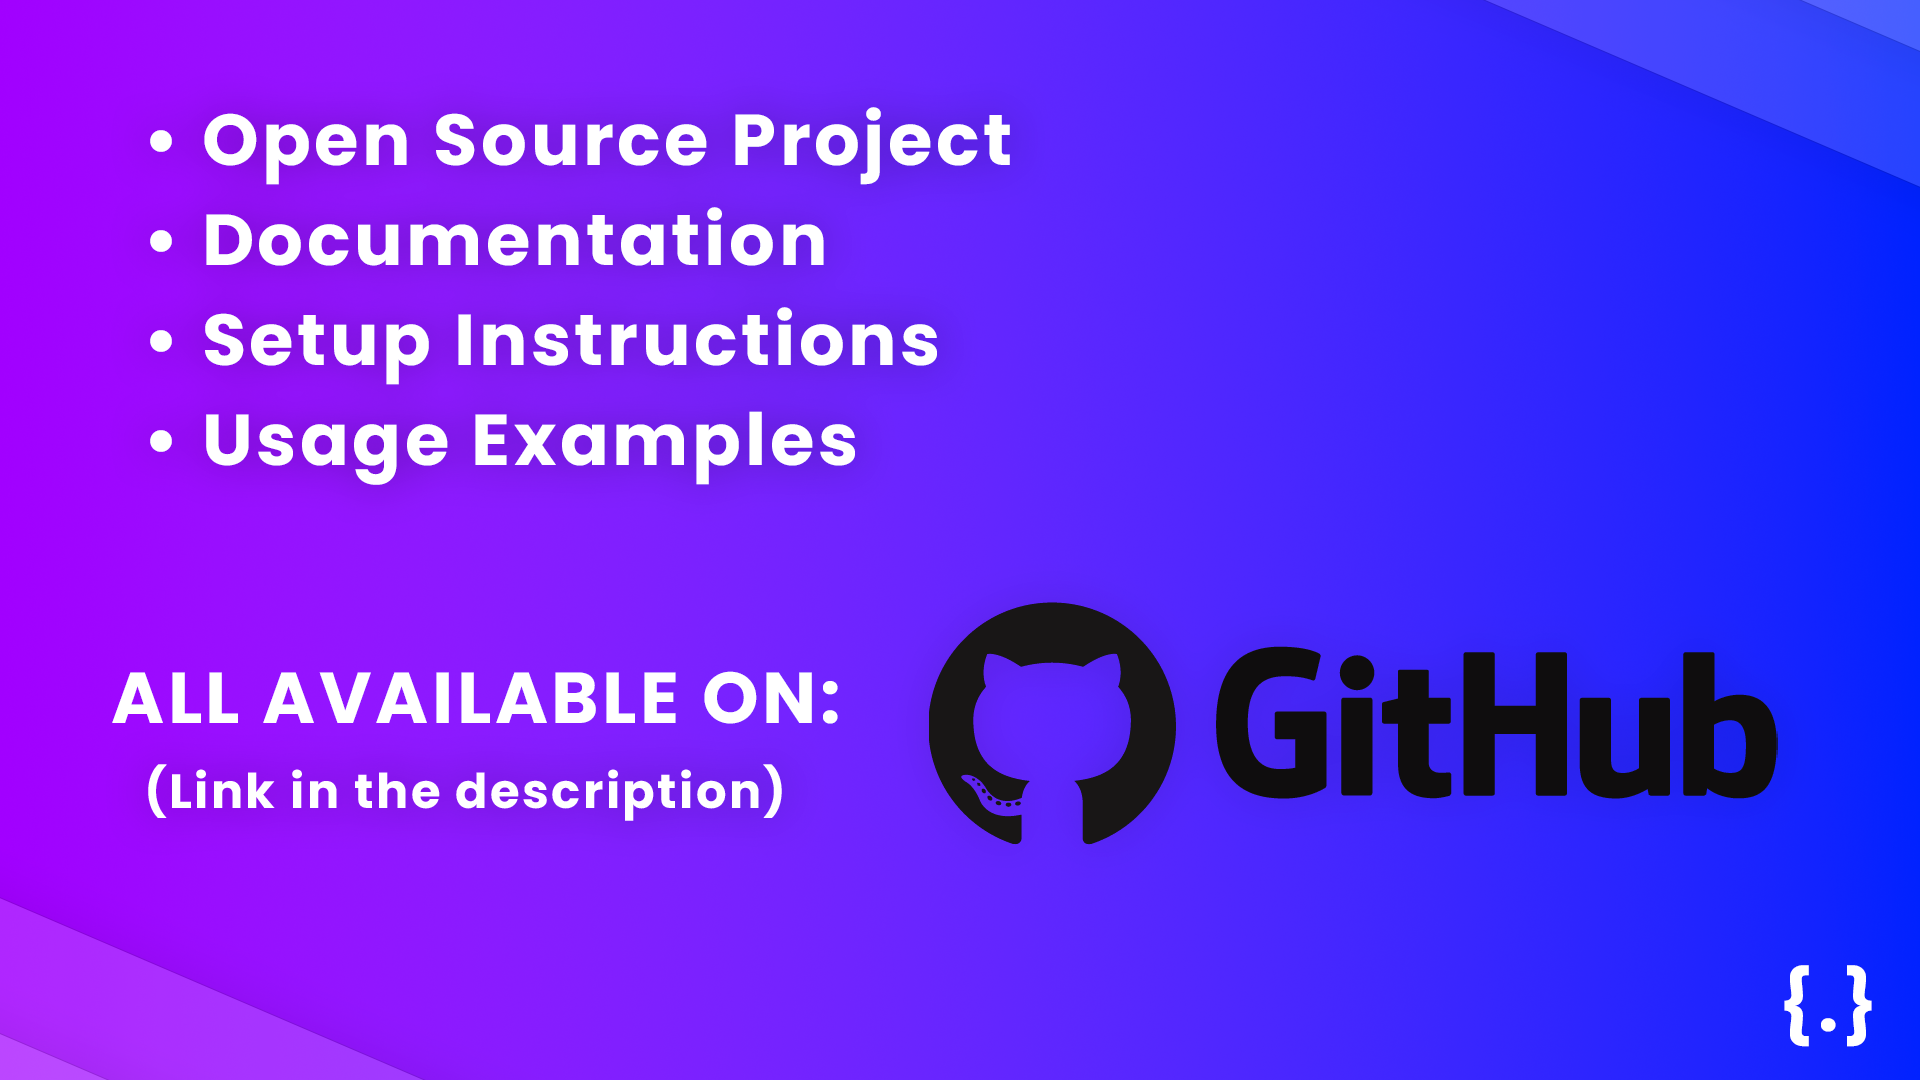 • Open Source Project
• Documentation
• Setup Instructions
• Usage Examples
ALL AVAILABLE ON:
(Link in the description)
GitHub
{.}